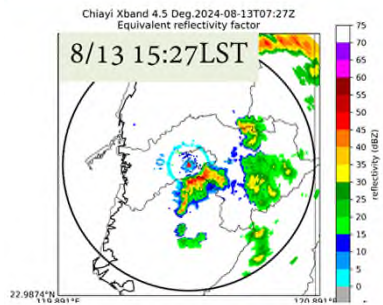 Chiayi Xband 4.5 Deg.2024-08-13T07:27Z
Equivalent reflectivity factor
8/13 15:27LST
75
70
65
60
55
50
45
40
35
30
25
20
15
10
5
0
reflectivity (dBZ)
22.9874°N
119.891°E
120.891°E